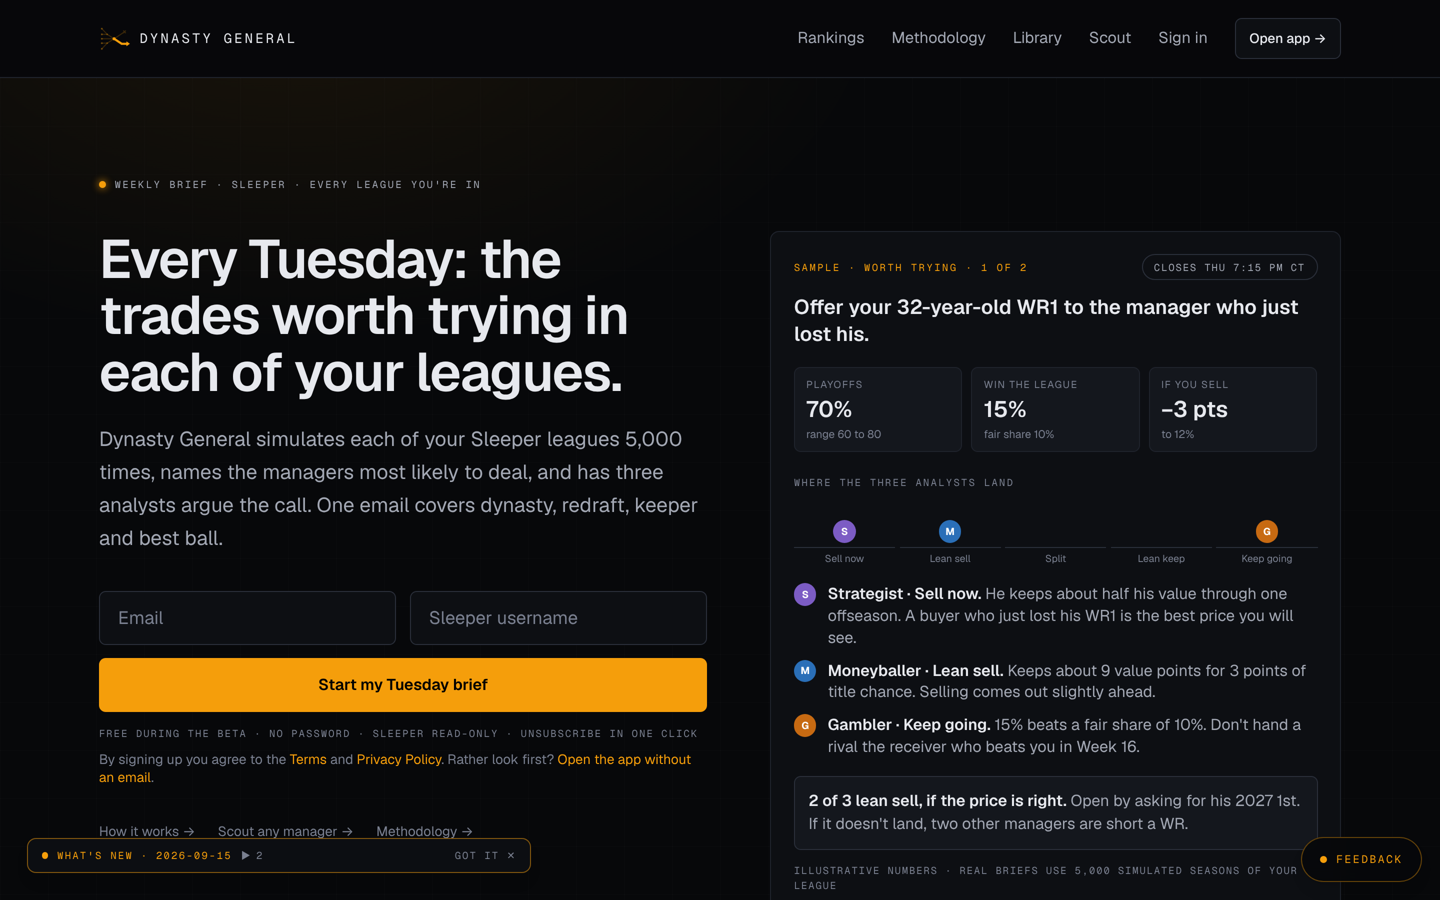 DYNASTY GENERAL
Rankings
Methodology
Library
Scout
Sign in
Open app →
WEEKLY BRIEF · SLEEPER · EVERY LEAGUE YOU'RE IN
Every Tuesday: the
trades worth trying in
each of your leagues.
Dynasty General simulates each of your Sleeper leagues 5,000
times, names the managers most likely to deal, and has three
analysts argue the call. One email covers dynasty, redraft, keeper
and best ball.
Email
Sleeper username
Start my Tuesday brief
FREE DURING THE BETA · NO PASSWORD · SLEEPER READ-ONLY · UNSUBSCRIBE IN ONE CLICK
By signing up you agree to the Terms and Privacy Policy. Rather look first? Open the app without
an email.
How it works →
Scout any manager →
Methodology →
WHAT'S NEW · 2026-09-15 ▶ 2
GOT IT ×
SAMPLE · WORTH TRYING · 1 OF 2
CLOSES THU 7:15 PM CT
Offer your 32-year-old WR1 to the manager who just
lost his.
PLAYOFFS
70%
range 60 to 80
WIN THE LEAGUE
15%
fair share 10%
IF YOU SELL
−3 pts
to 12%
WHERE THE THREE ANALYSTS LAND
S
M
G
Sell now
Lean sell
Split
Lean keep
Keep going
S
Strategist · Sell now. He keeps about half his value through one
offseason. A buyer who just lost his WR1 is the best price you will
see.
M
Moneyballer · Lean sell. Keeps about 9 value points for 3 points of
title chance. Selling comes out slightly ahead.
G
Gambler · Keep going. 15% beats a fair share of 10%. Don't hand a
rival the receiver who beats you in Week 16.
2 of 3 lean sell, if the price is right. Open by asking for his 2027 1st.
If it doesn't land, two other managers are short a WR.
ILLUSTRATIVE NUMBERS · REAL BRIEFS USE 5,000 SIMULATED SEASONS OF YOUR
LEAGUE
FEEDBACK